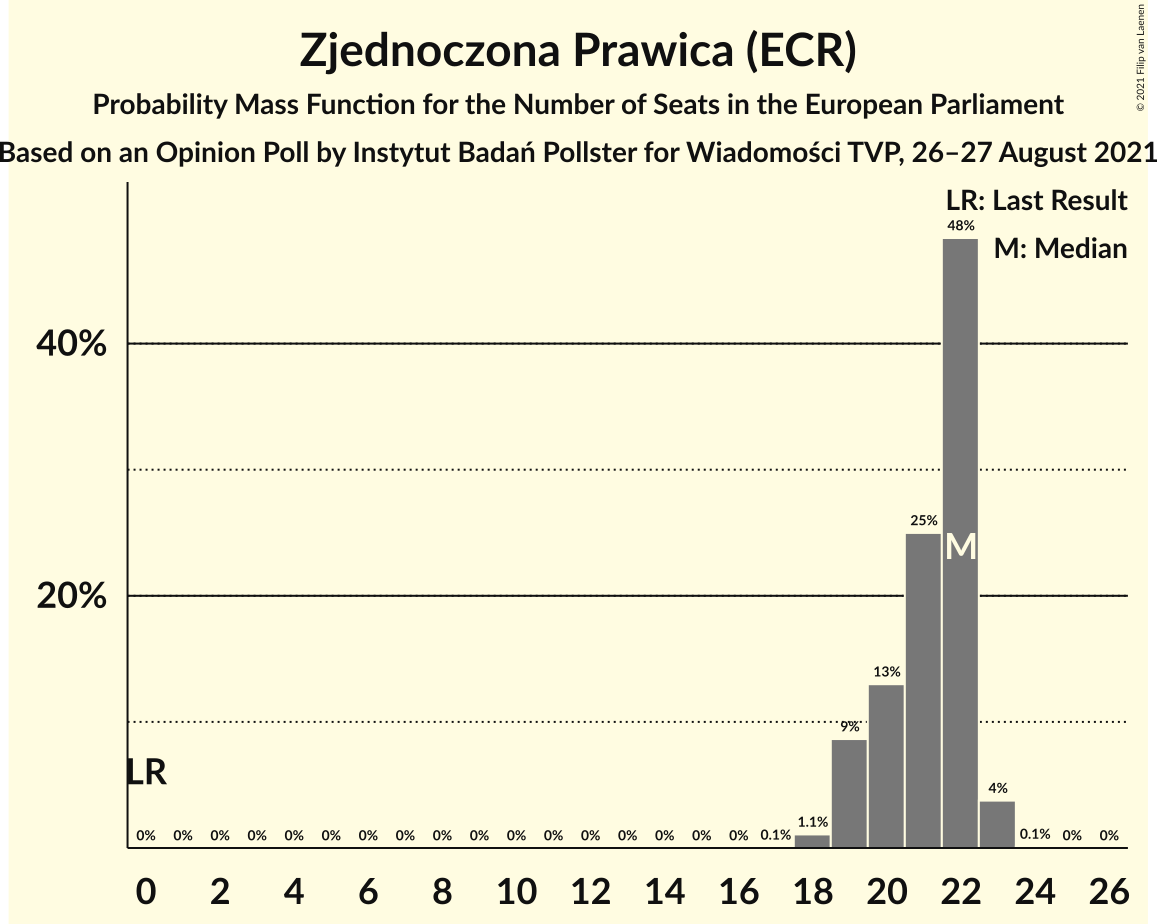 Zjednoczona Prawica (ECR)
Probability Mass Function for the Number of Seats in the European Parliament
Based on an Opinion Poll by Instytut Badań Pollster for Wiadomości TVP, 26–27 August 2021
© 2021 Filip van Laenen
LR: Last Result
M: Median
48%
40%
25%
M
20%
13%
9%
LR
4%
1.1%
0% 0% 0% 0% 0% 0% 0% 0% 0% 0% 0% 0% 0% 0% 0% 0% 0% 0.1% 0.1% 0% 0%
0 2 4 6 8 10 12 14 16 18 20 22 24 26